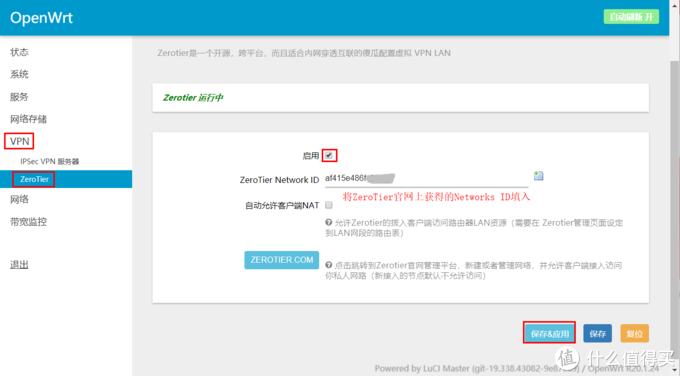 OpenWrt
自动刷新 开
状态
系统
服务
网络存储
VPN
IPSec VPN 服务器
ZeroTier
网络
带宽监控
退出
Zerotier是一个开源，跨平台，而且适合内网穿透互联的傻瓜配置虚拟 VPN LAN
Zerotier 运行中
启用
ZeroTier Network ID
af415e486f
将ZeroTier官网上获得的Networks ID填入
自动允许客户端NAT
允许Zerotier的拨入客户端访问路由器LAN资源（需要在 Zerotier管理页面设定
到LAN网段的路由表）
ZEROTIER.COM
点击跳转到Zerotier官网管理平台，新建或者管理网络，并允许客户端接入访问
你私人网络（新接入的节点默认不允许访问）
保存&应用
保存
复位
Powered by LuCI Master (git-19.338.43082- / OpenWrt R20.1.24
值 什么值得买